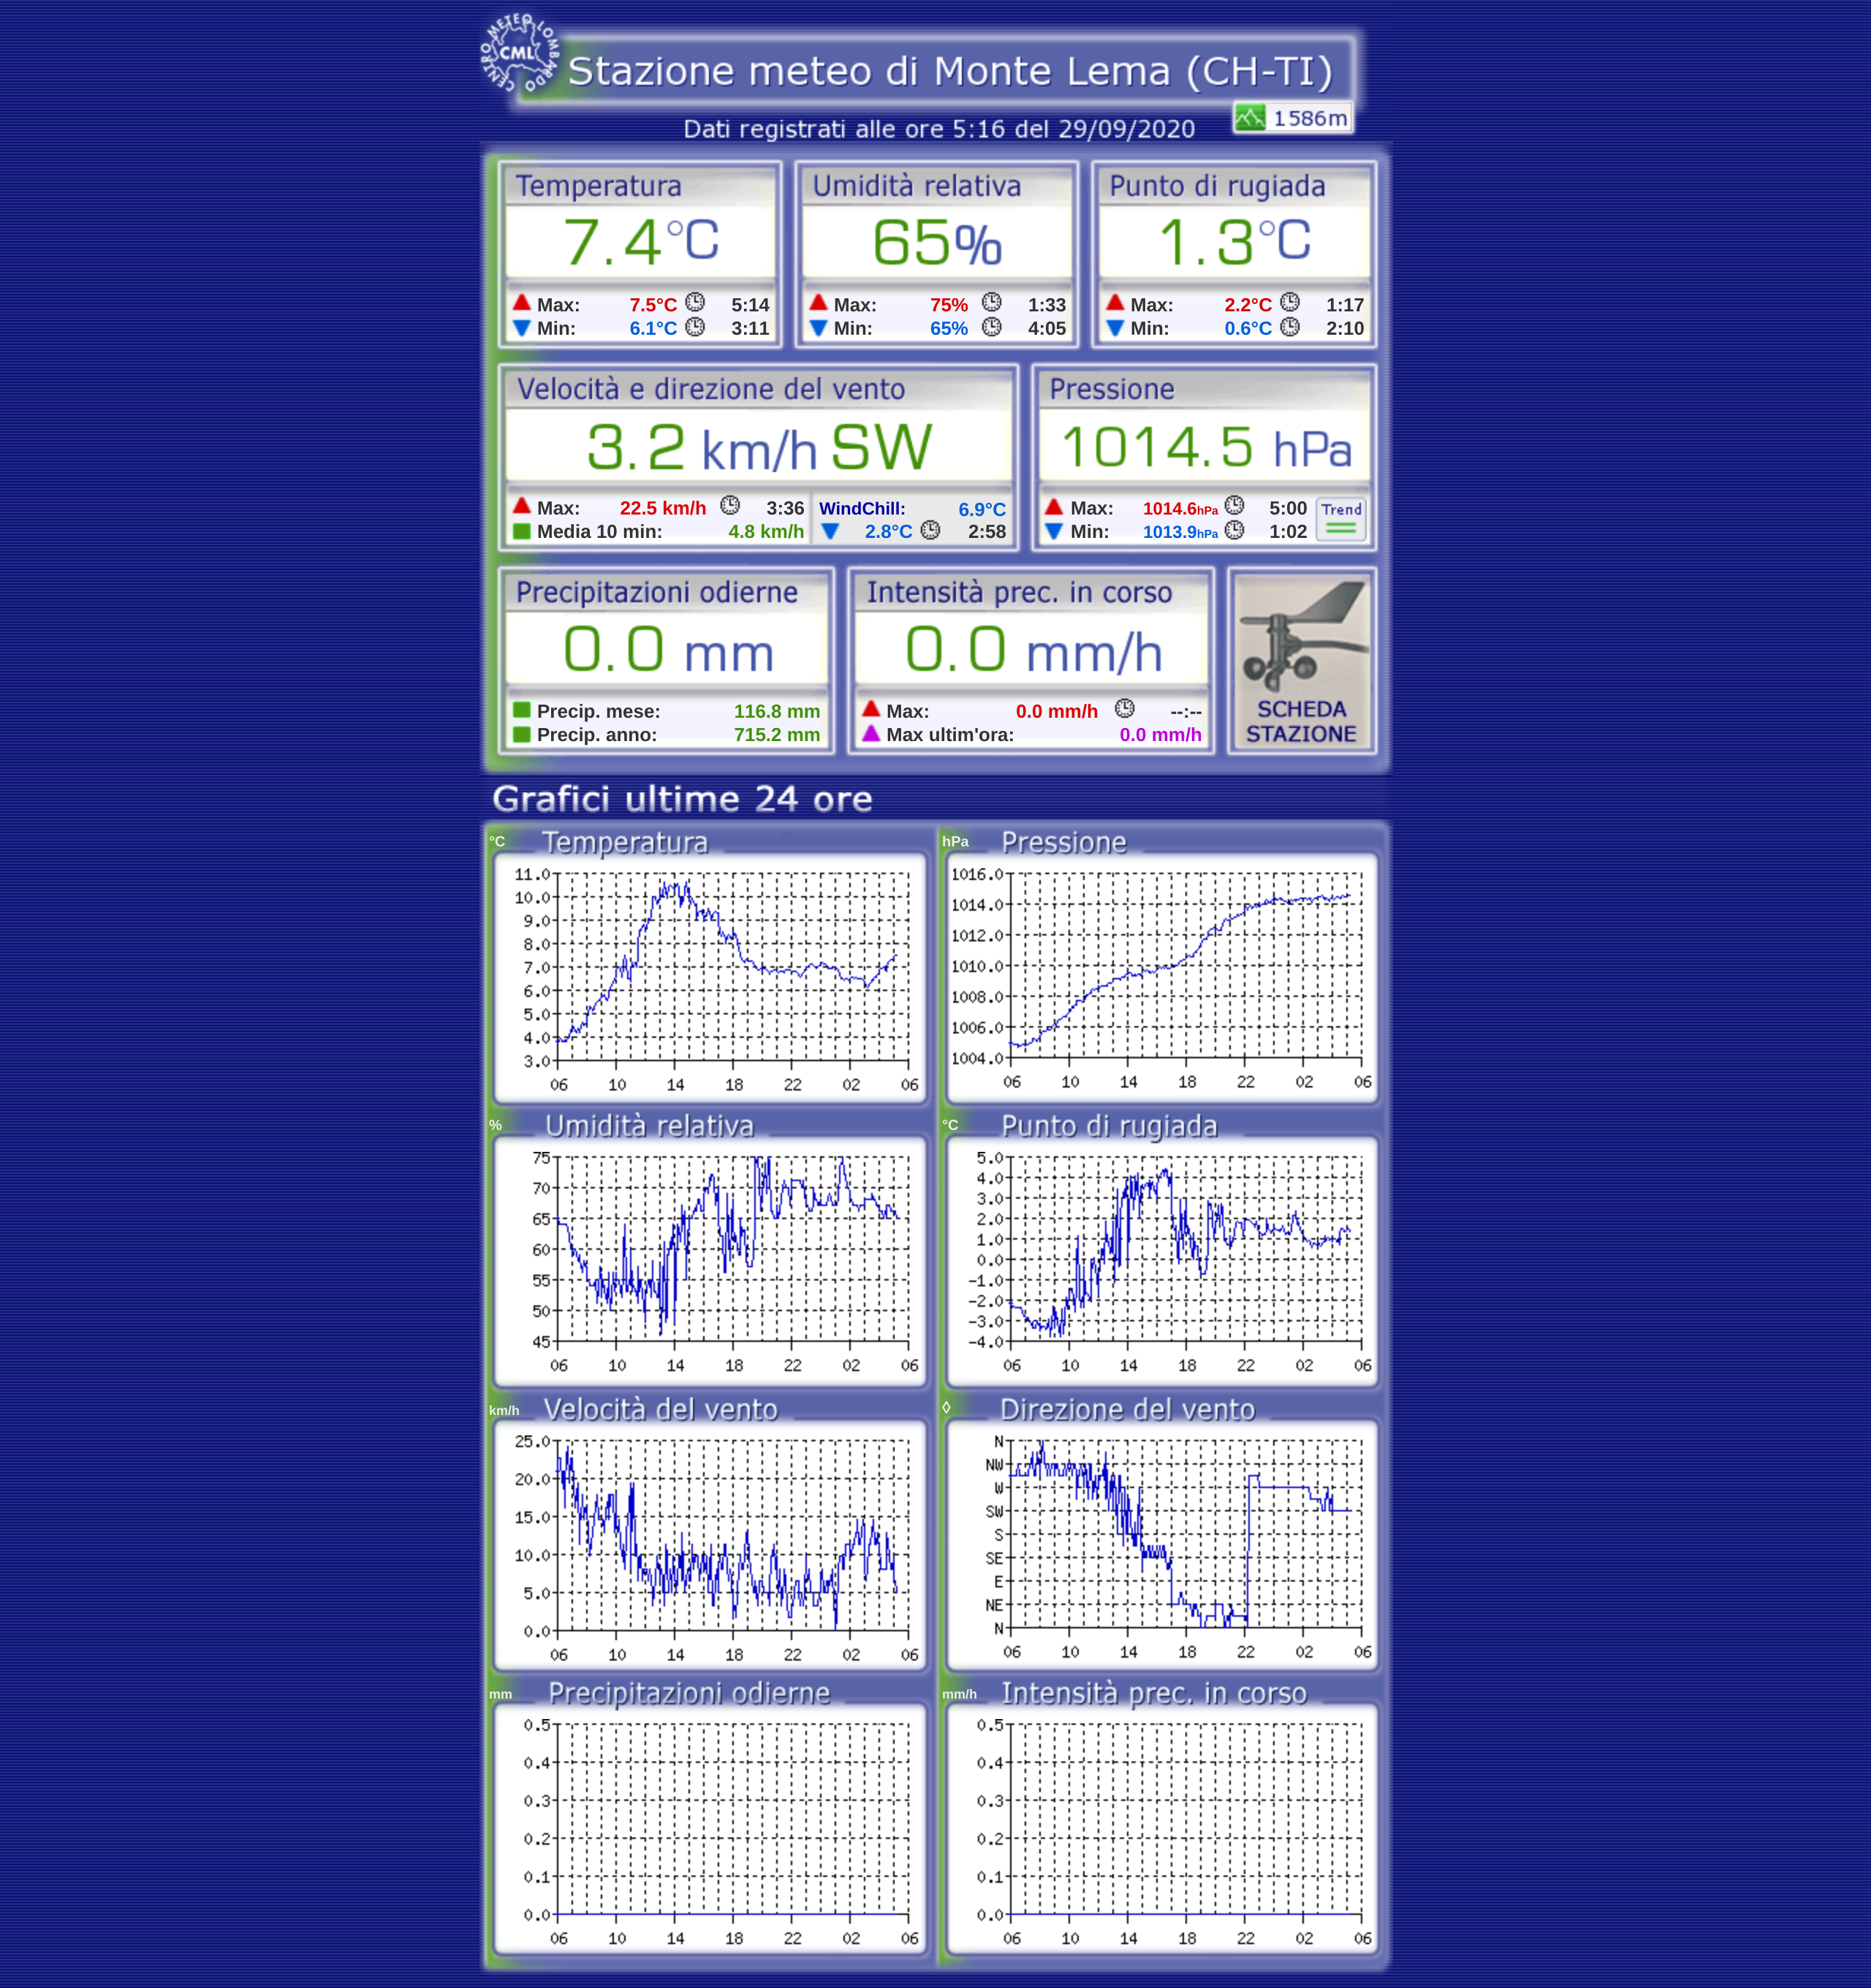 CENTRO METEO LOMBARDO
CML
Stazione meteo di Monte Lema (CH-TI)
1586m
Dati registrati alle ore 5:16 del 29/09/2020
Temperatura Umidità relativa Punto di rugiada
7.4°C 65% 1.3°C
Max: 7.5°C 5:14 Max: 75% 1:33 Max: 2.2°C 1:17
Min: 6.1°C 3:11 Min: 65% 4:05 Min: 0.6°C 2:10
Velocità e direzione del vento Pressione
3.2 km/h SW 1014.5 hPa
Max: 22.5 km/h 3:36 WindChill: 6.9°C Max: 1014.6hPa 5:00 Trend
Media 10 min: 4.8 km/h 2.8°C 2:58 Min: 1013.9hPa 1:02
Precipitazioni odierne Intensità prec. in corso
0.0 mm 0.0 mm/h
Precip. mese: 116.8 mm Max: 0.0 mm/h --:-- SCHEDA
Precip. anno: 715.2 mm Max ultim'ora: 0.0 mm/h STAZIONE
Grafici ultime 24 ore
°C Temperatura
11.0
10.0
9.0
8.0
7.0
6.0
5.0
4.0
3.0
06 10 14 18 22 02 06
hPa Pressione
1016.0
1014.0
1012.0
1010.0
1008.0
1006.0
1004.0
06 10 14 18 22 02 06
% Umidità relativa
75
70
65
60
55
50
45
06 10 14 18 22 02 06
°C Punto di rugiada
5.0
4.0
3.0
2.0
1.0
0.0
-1.0
-2.0
-3.0
-4.0
06 10 14 18 22 02 06
km/h Velocità del vento
25.0
20.0
15.0
10.0
5.0
0.0
06 10 14 18 22 02 06
◊ Direzione del vento
N
NW
W
SW
S
SE
E
NE
N
06 10 14 18 22 02 06
mm Precipitazioni odierne
0.5
0.4
0.3
0.2
0.1
0.0
06 10 14 18 22 02 06
mm/h Intensità prec. in corso
0.5
0.4
0.3
0.2
0.1
0.0
06 10 14 18 22 02 06